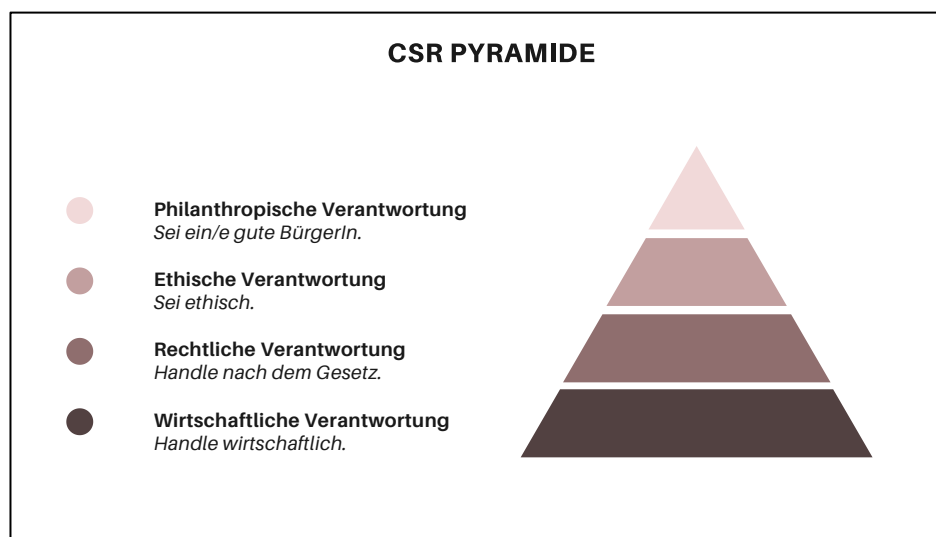 CSR PYRAMIDE
Philanthropische Verantwortung
Sei ein/e gute BürgerIn.
Ethische Verantwortung
Sei ethisch.
Rechtliche Verantwortung
Handle nach dem Gesetz.
Wirtschaftliche Verantwortung
Handle wirtschaftlich.